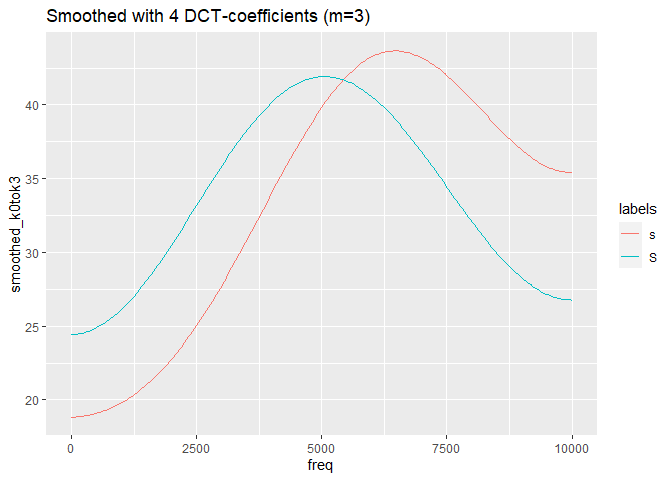 Smoothed with 4 DCT-coefficients (m=3)
smoothed_k0tok3
40
35
30
25
20
0 2500 5000 7500 10000
freq
labels
s
S